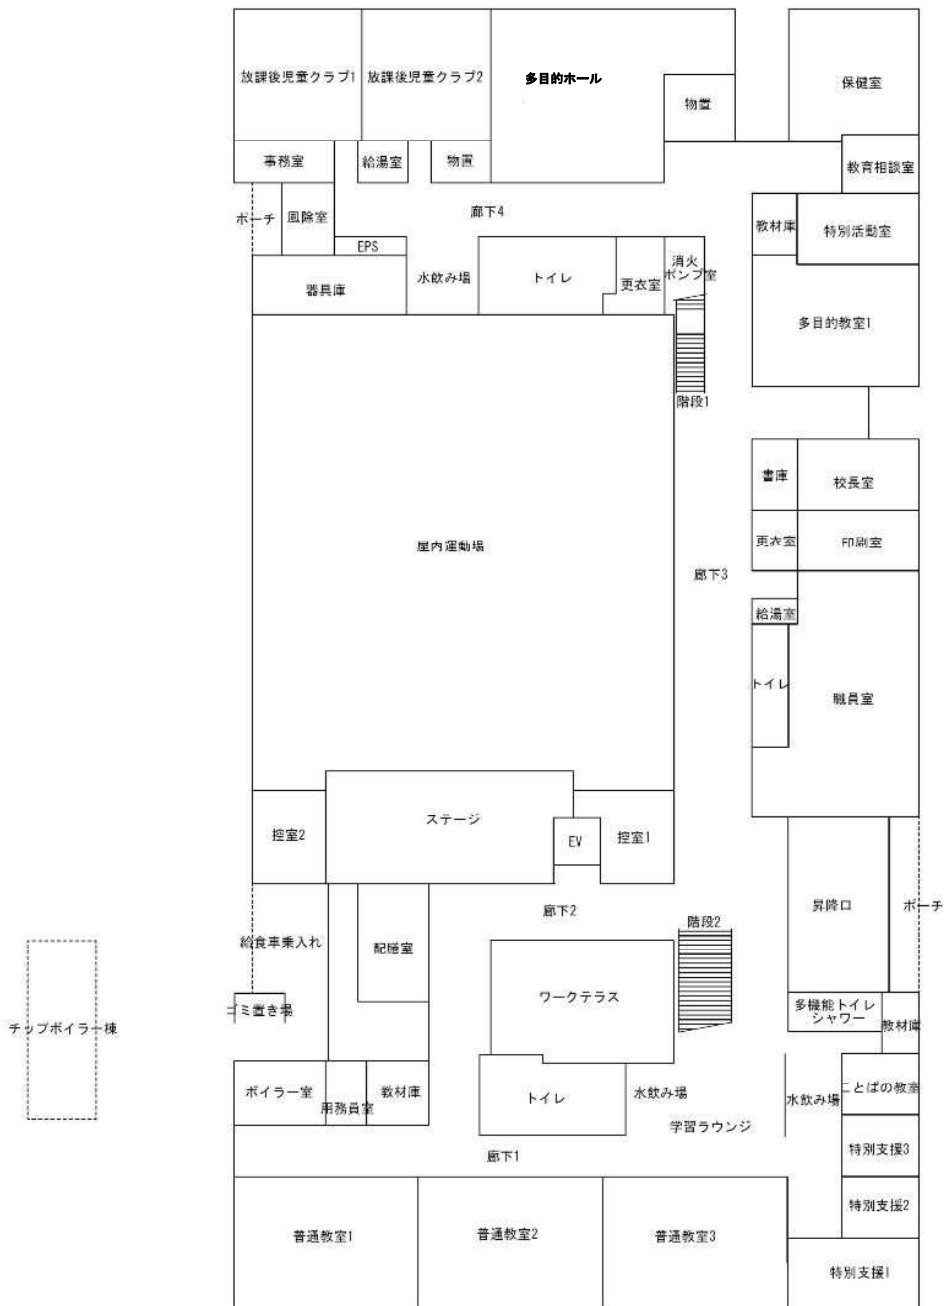 放課後児童クラブ1
放課後児童クラブ2
多目的ホール
保健室
物置
事務室
給湯室
物置
教育相談室
ポーチ
風除室
廊下4
教材庫
特別活動室
EPS
水飲み場
トイレ
更衣室
消火
ポンプ室
器具庫
多目的教室1
階段1
書庫
校長室
屋内運動場
更衣室
印刷室
廊下3
給湯室
トイレ
職員室
控室2
ステージ
EV
控室1
昇降口
ポーチ
廊下2
階段2
給食車乗入れ
配膳室
ワークテラス
ゴミ置き場
多機能トイレ
シャワー
教材庫
チップボイラー棟
ボイラー室
用務員室
教材庫
トイレ
水飲み場
水飲み場
ことばの教室
学習ラウンジ
廊下1
特別支援3
特別支援2
普通教室1
普通教室2
普通教室3
特別支援1